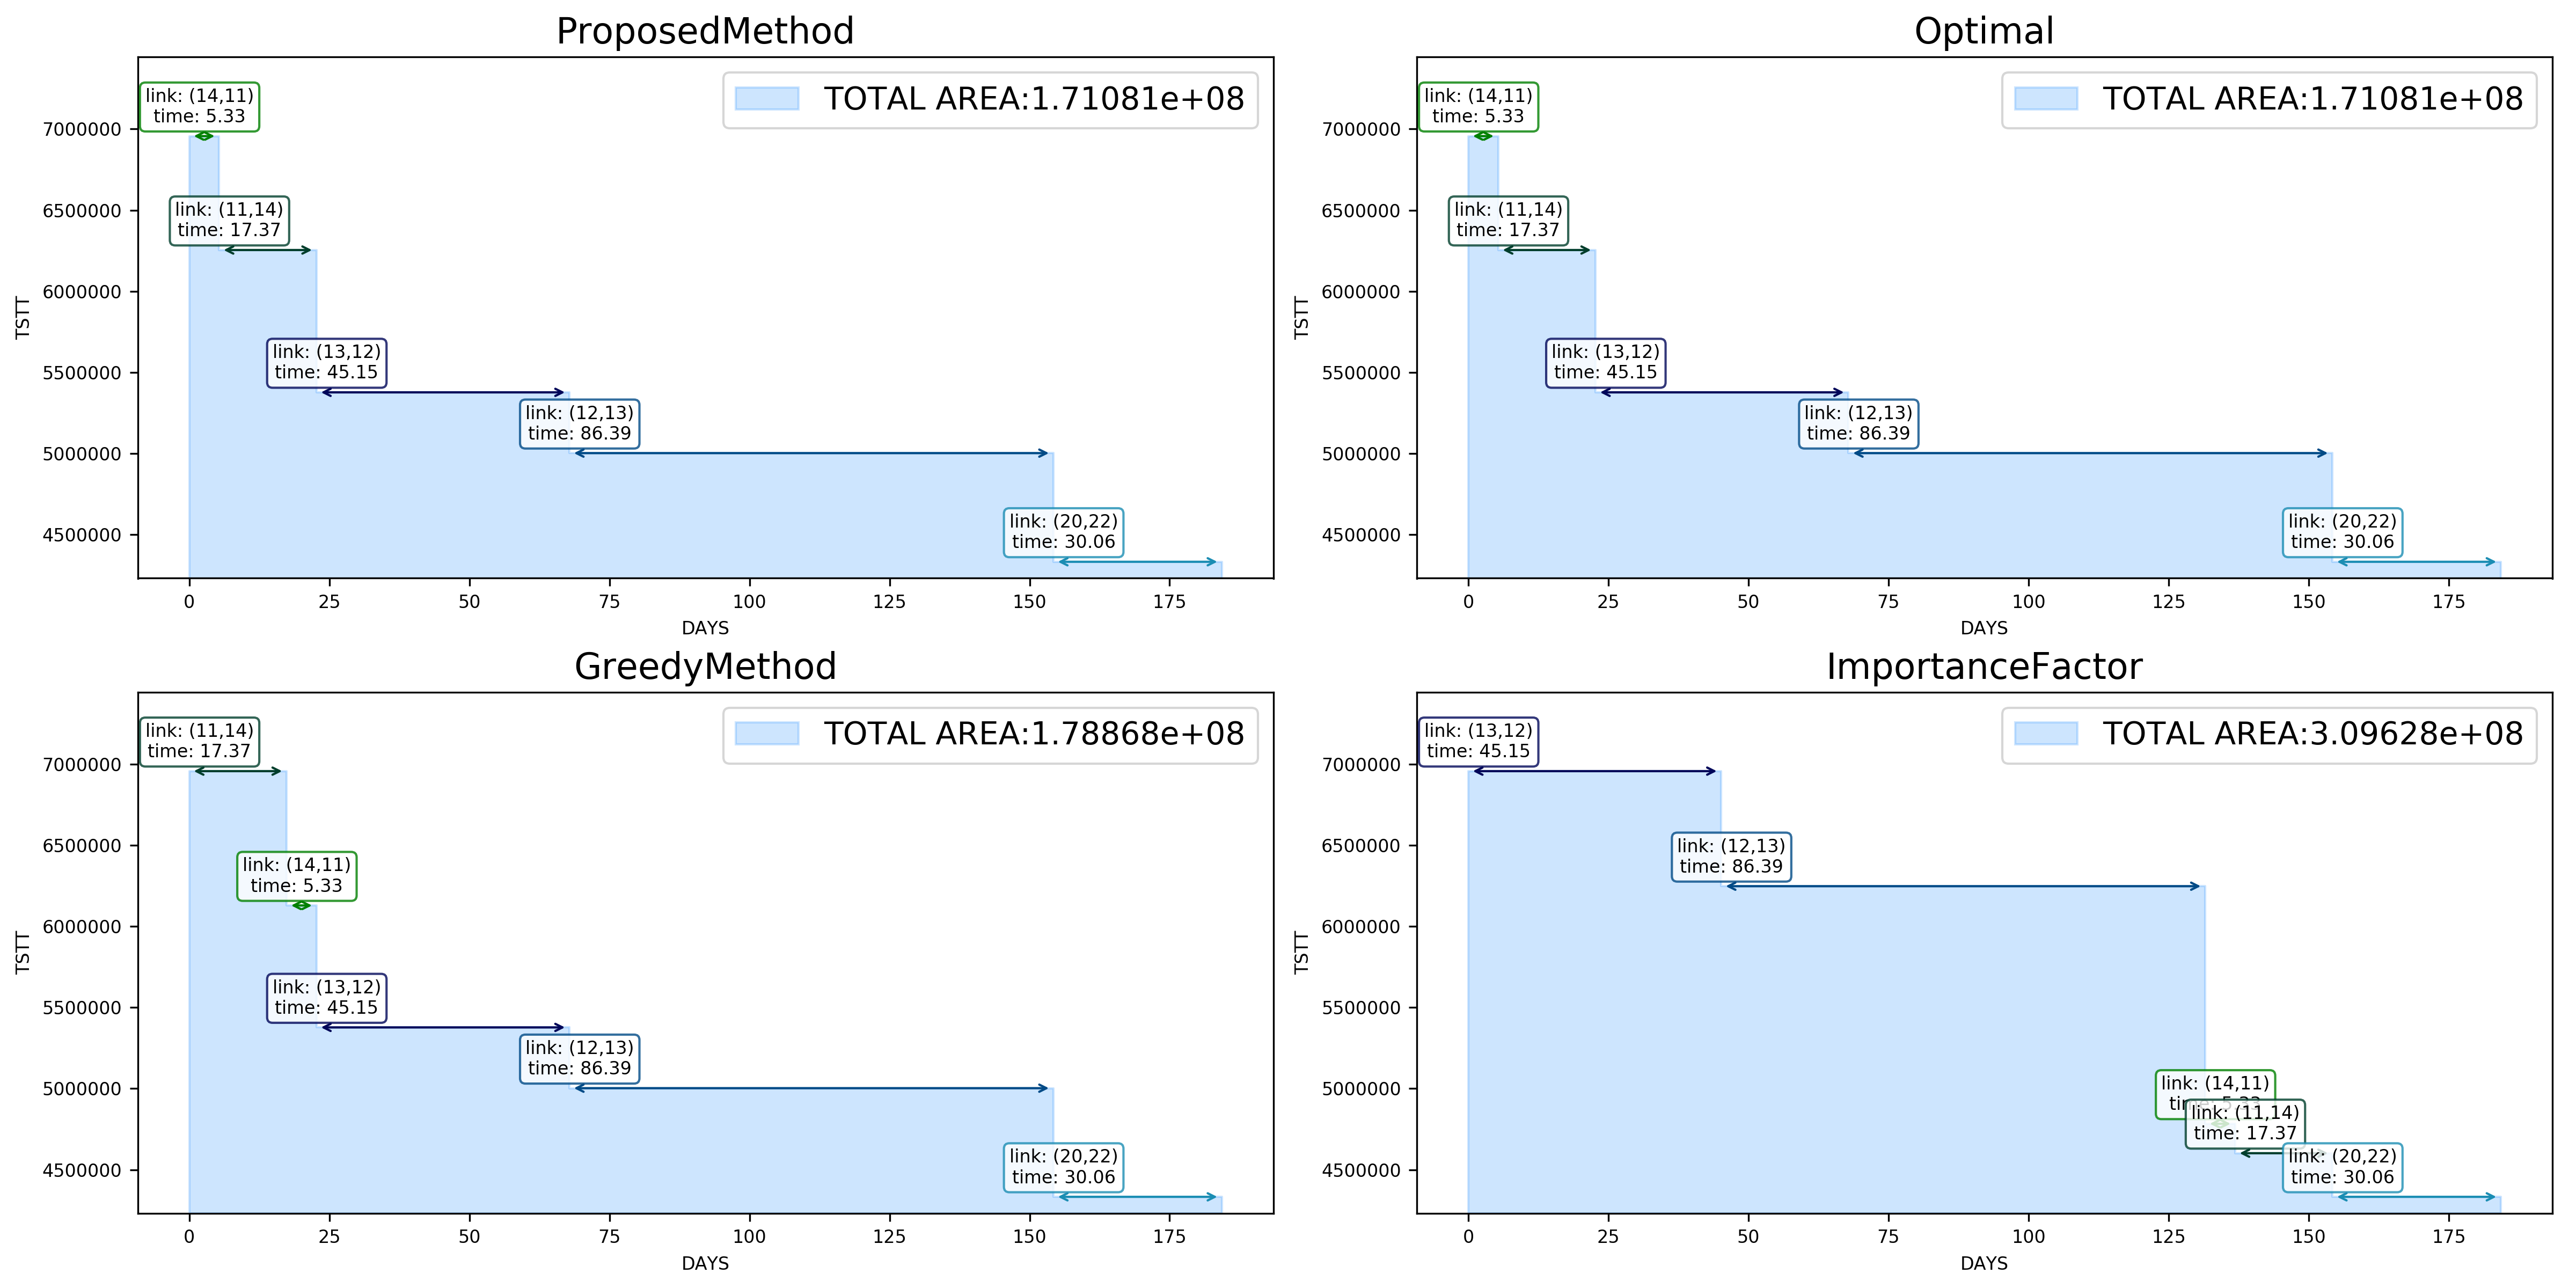 ProposedMethod
TOTAL AREA:1.71081e+08
link: (14,11)
time: 5.33
link: (11,14)
time: 17.37
link: (13,12)
time: 45.15
link: (12,13)
time: 86.39
link: (20,22)
time: 30.06
7000000
6500000
6000000
5500000
5000000
4500000
TSTT
0 25 50 75 100 125 150 175
DAYS
Optimal
TOTAL AREA:1.71081e+08
link: (14,11)
time: 5.33
link: (11,14)
time: 17.37
link: (13,12)
time: 45.15
link: (12,13)
time: 86.39
link: (20,22)
time: 30.06
7000000
6500000
6000000
5500000
5000000
4500000
TSTT
0 25 50 75 100 125 150 175
DAYS
GreedyMethod
TOTAL AREA:1.78868e+08
link: (11,14)
time: 17.37
link: (14,11)
time: 5.33
link: (13,12)
time: 45.15
link: (12,13)
time: 86.39
link: (20,22)
time: 30.06
7000000
6500000
6000000
5500000
5000000
4500000
TSTT
0 25 50 75 100 125 150 175
DAYS
ImportanceFactor
TOTAL AREA:3.09628e+08
link: (13,12)
time: 45.15
link: (12,13)
time: 86.39
link: (14,11)
time: 5.33
link: (11,14)
time: 17.37
link: (20,22)
time: 30.06
7000000
6500000
6000000
5500000
5000000
4500000
TSTT
0 25 50 75 100 125 150 175
DAYS